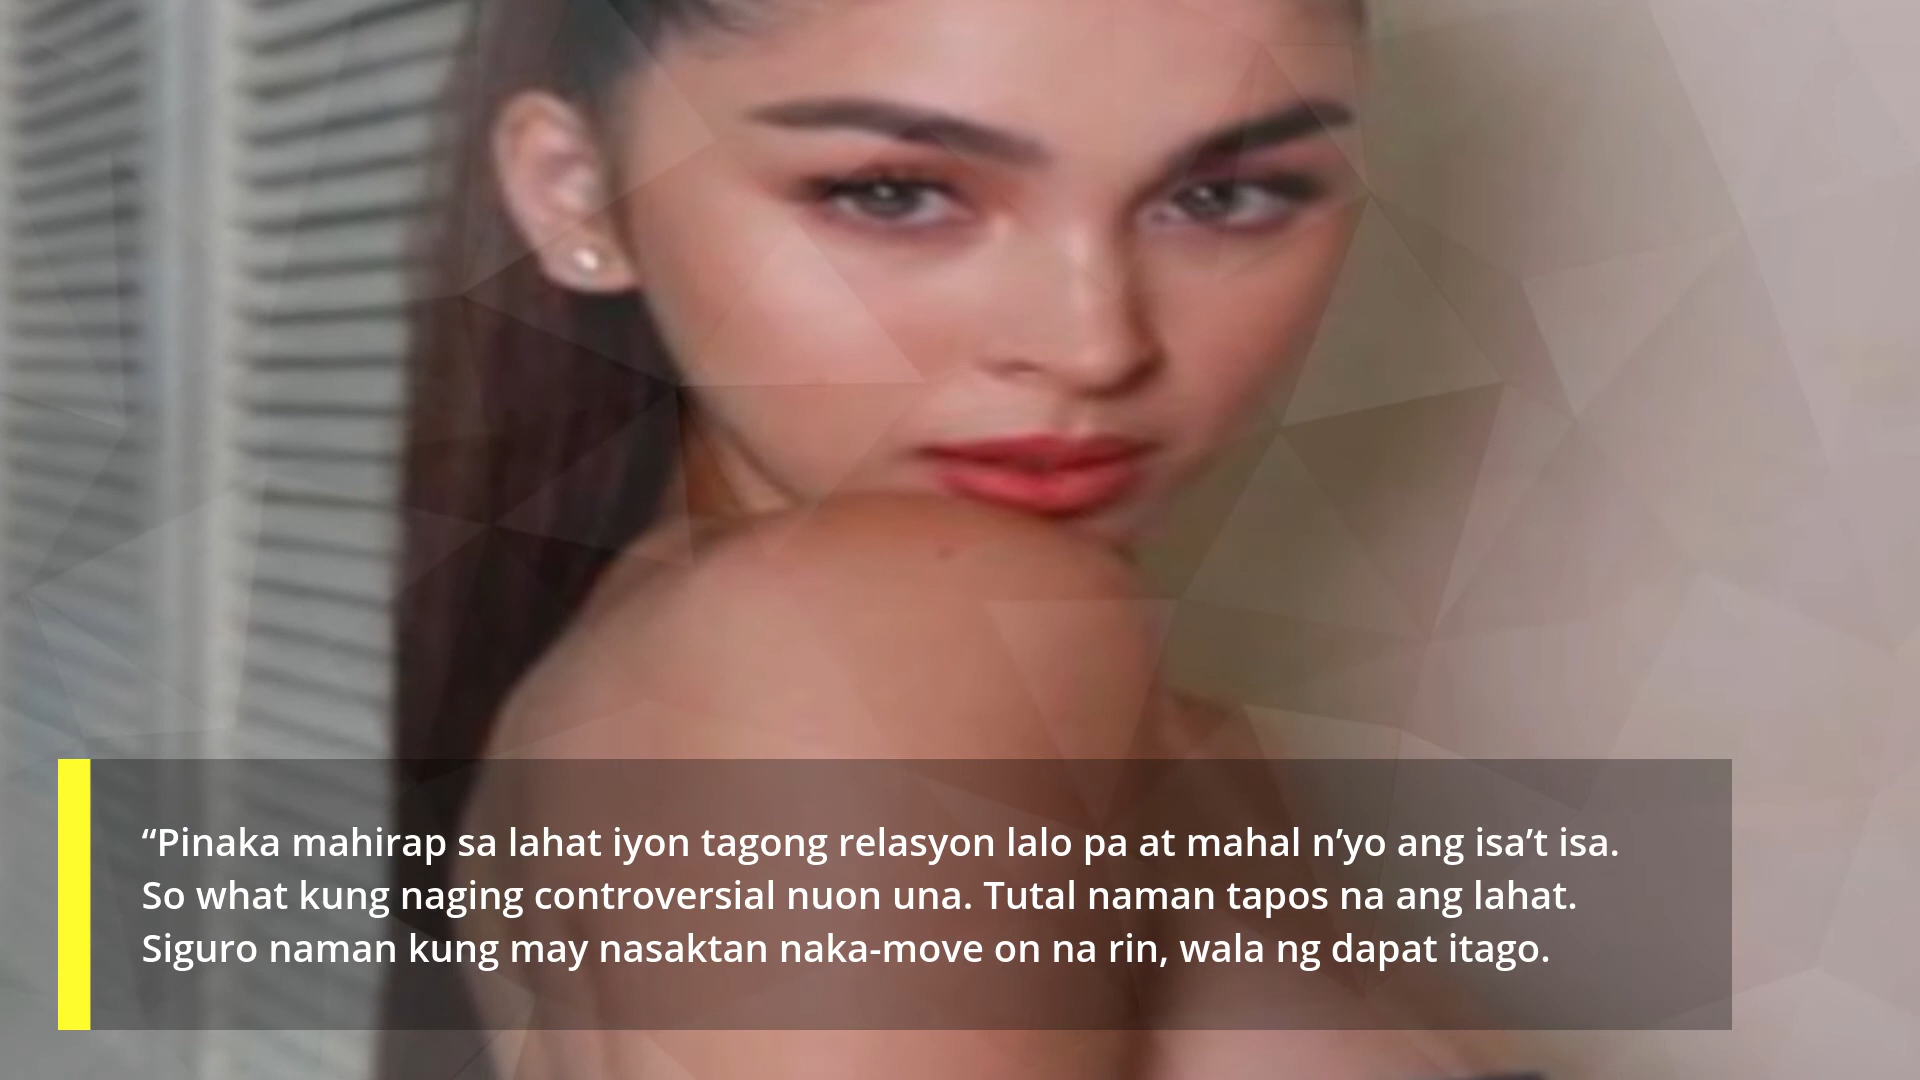 “Pinaka mahirap sa lahat iyon tagong relasyon lalo pa at mahal n’yo ang isa’t isa.
So what kung naging controversial nuon una. Tutal naman tapos na ang lahat.
Siguro naman kung may nasaktan naka-move on na rin, wala ng dapat itago.